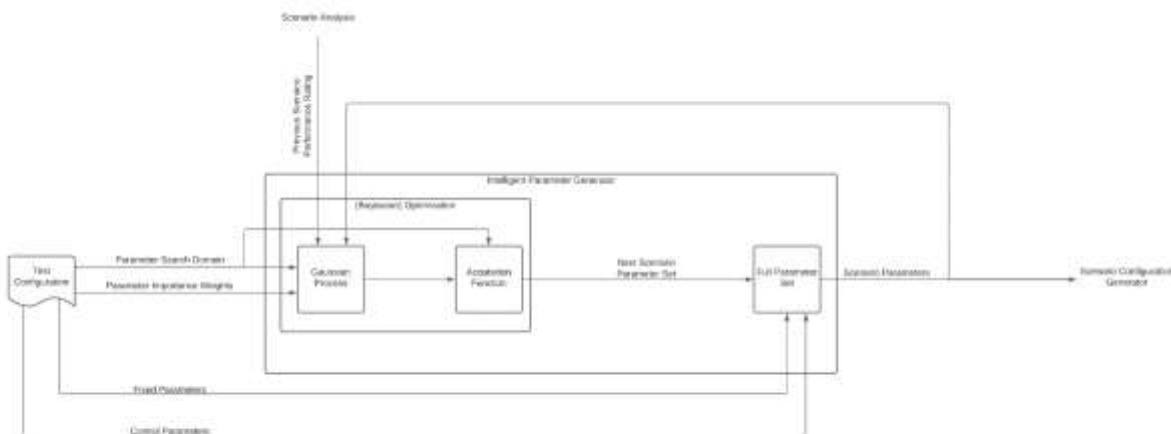 Scenario Analysis
Previous Scenario
Performance Rating
Intelligent Parameter Generator
(Bayesian) Optimisation
Test
Configuration
Parameter Search Domain
Parameter Importance Weights
Gaussian
Process
Acquisition
Function
Next Scenario
Parameter Set
Full Parameter
Set
Scenario Parameters
Scenario Configuration
Generator
Fixed Parameters
Control Parameters